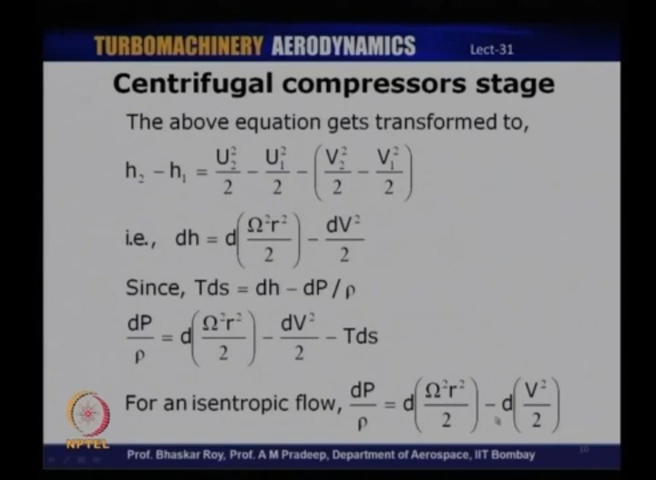 TURBOMACHINERY AERODYNAMICS Lect-31
Centrifugal compressors stage
The above equation gets transformed to,
h₂ – h₁ = U₂²/2 – U₁²/2 – (V₂²/2 – V₁²/2)
i.e., dh = d(Ω²r²/2) – dV²/2
Since, Tds = dh – dP/ρ
dP/ρ = d(Ω²r²/2) – dV²/2 – Tds
For an isentropic flow, dP/ρ = d(Ω²r²/2) – d(V²/2)
NPTEL
Prof. Bhaskar Roy, Prof. A M Pradeep, Department of Aerospace, IIT Bombay
10